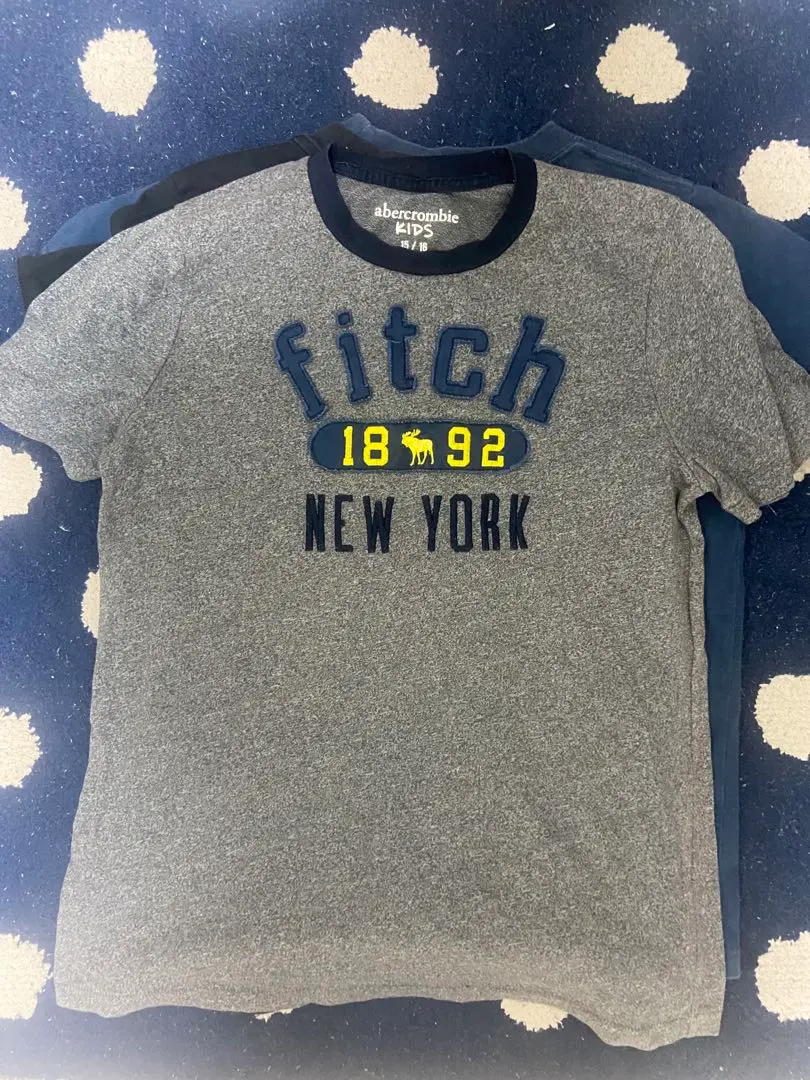 abercrombie
KIDS
15 / 16
fitch
18 92
NEW YORK